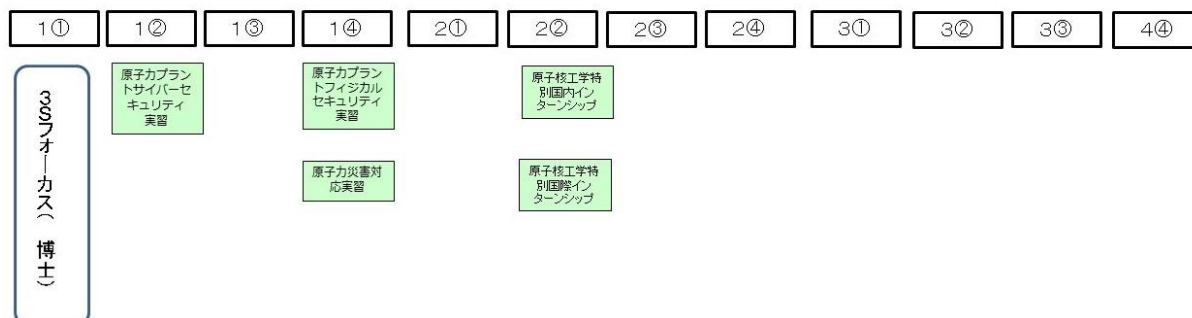 1① 1② 1③ 1④ 2① 2② 2③ 2④ 3① 3② 3③ 4④
3Sフォーカス(博士)
原子力プラン
トサイバーセ
キュリティ
実習
原子力プラン
トフィジカル
セキュリティ
実習
原子核工学特
別国内イン
ターンシップ
原子力災害対
応実習
原子核工学特
別国際イン
ターンシップ